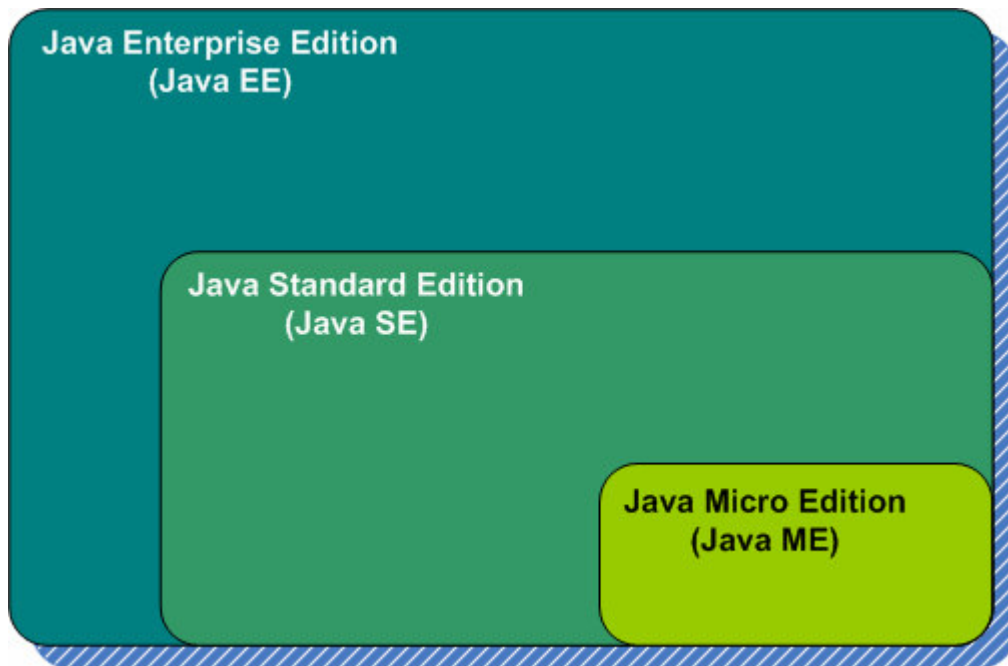 Java Enterprise Edition
(Java EE)
Java Standard Edition
(Java SE)
Java Micro Edition
(Java ME)